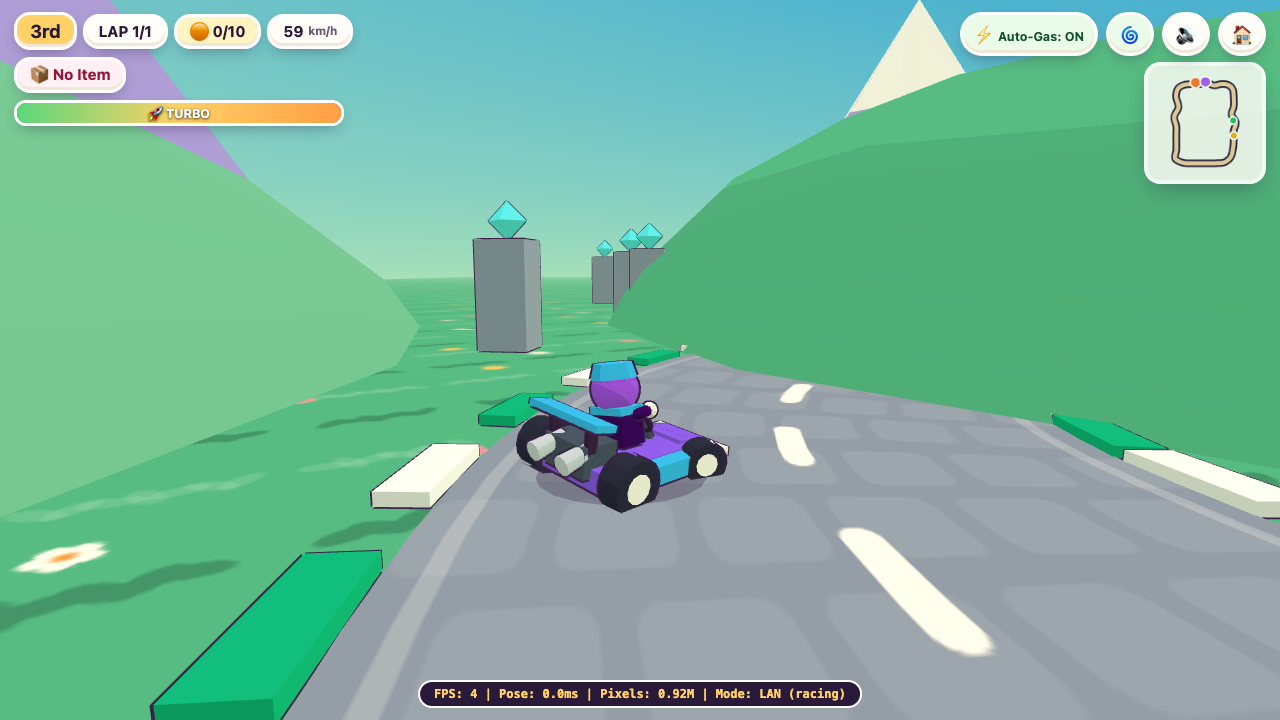 3rd
LAP 1/1
0/10
59 km/h
Auto-Gas: ON
No Item
TURBO
FPS: 4 | Pose: 0.0ms | Pixels: 0.92M | Mode: LAN (racing)